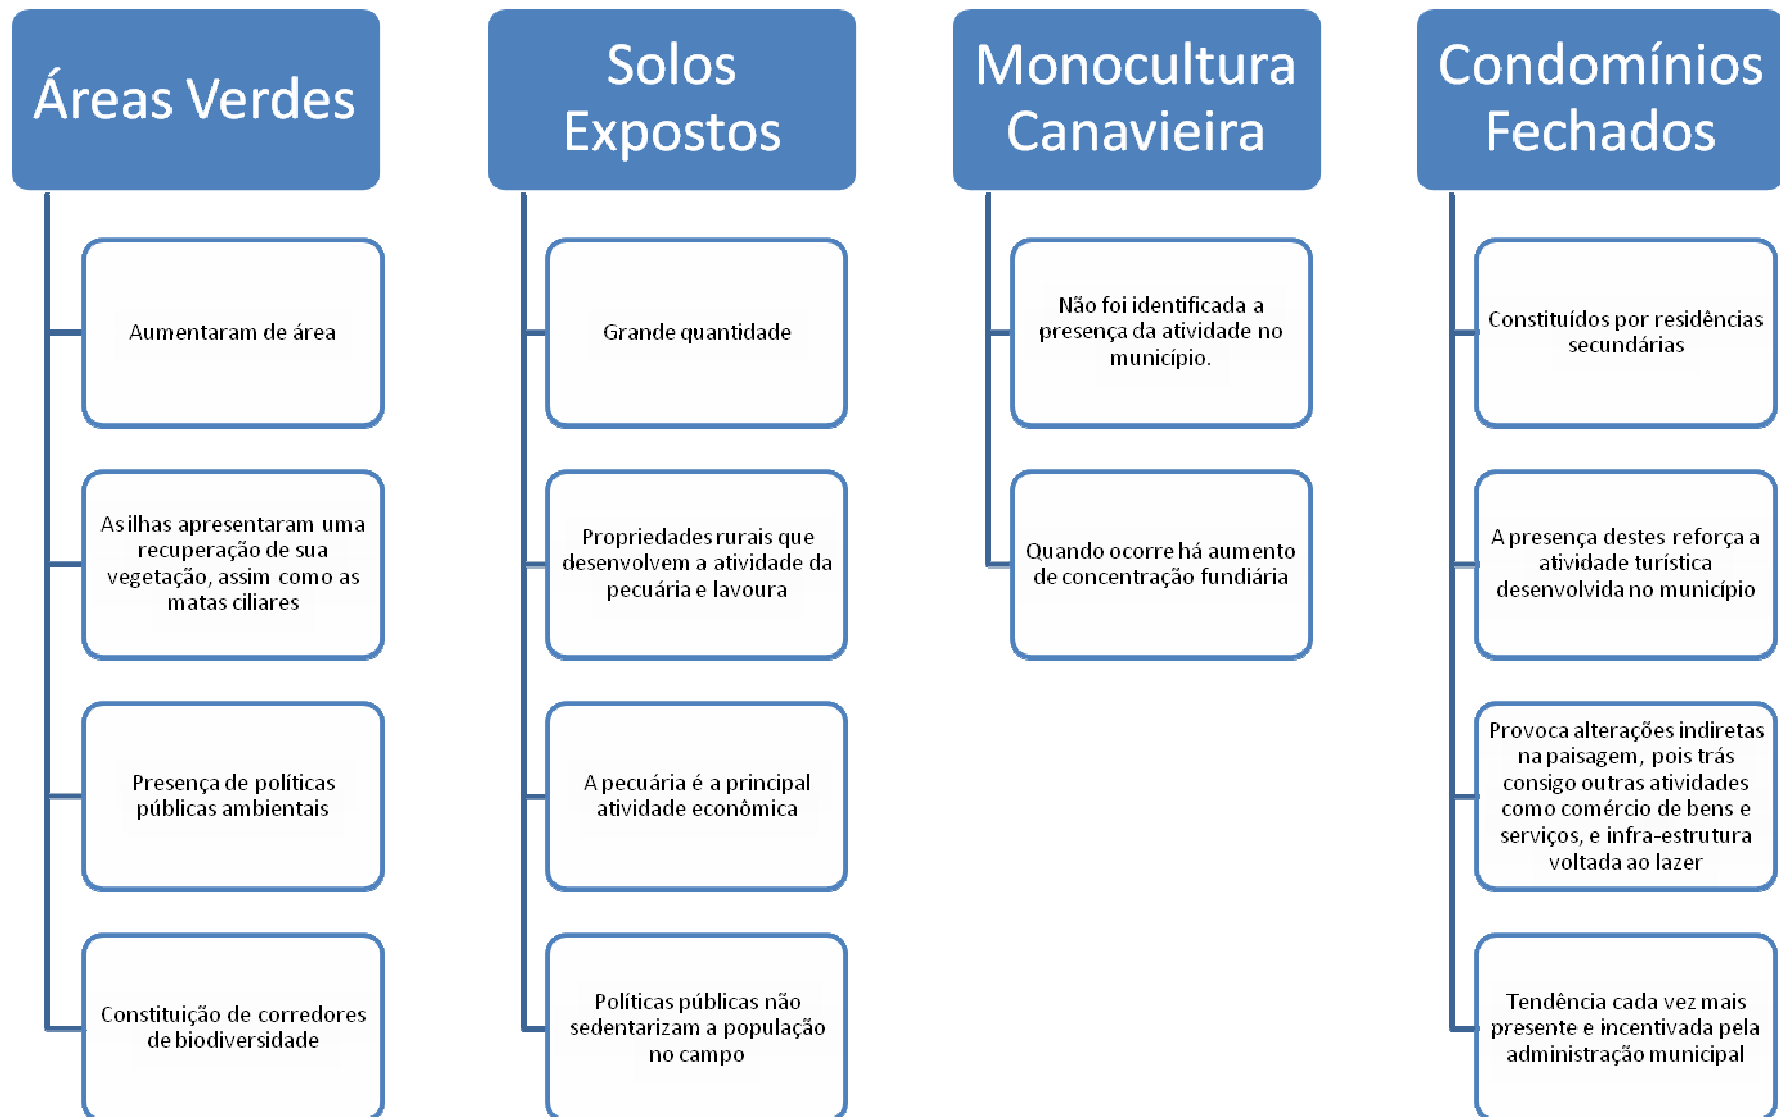 Áreas Verdes
Aumentaram de área
As ilhas apresentaram uma
recuperação de sua
vegetação, assim como as
matas ciliares
Presença de políticas
públicas ambientais
Constituição de corredores
de biodiversidade
Solos
Expostos
Grande quantidade
Propriedades rurais que
desenvolvem a atividade da
pecuária e lavoura
A pecuária é a principal
atividade econômica
Políticas públicas não
sedentarizam a população
no campo
Monocultura
Canavieira
Não foi identificada a
presença da atividade no
município.
Quando ocorre há aumento
de concentração fundiária
Condomínios
Fechados
Constituídos por residências
secundárias
A presença destes reforça a
atividade turística
desenvolvida no município
Provoca alterações indiretas
na paisagem, pois trás
consigo outras atividades
como comércio de bens e
serviços, e infra-estrutura
voltada ao lazer
Tendência cada vez mais
presente e incentivada pela
administração municipal